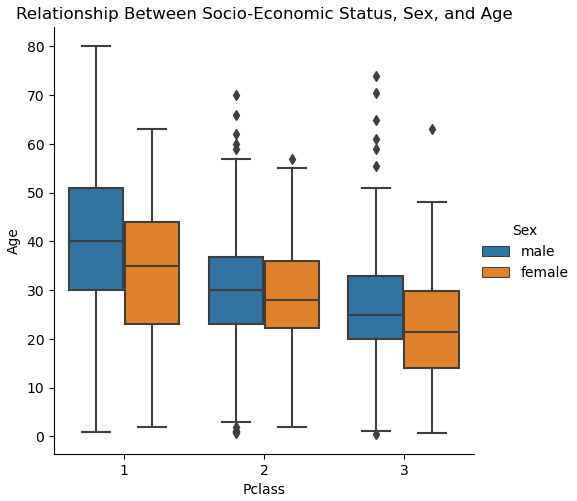 Relationship Between Socio-Economic Status, Sex, and Age
80
70
60
50
40
30
20
10
0
Age
1
2
3
Pclass
Sex
male
female